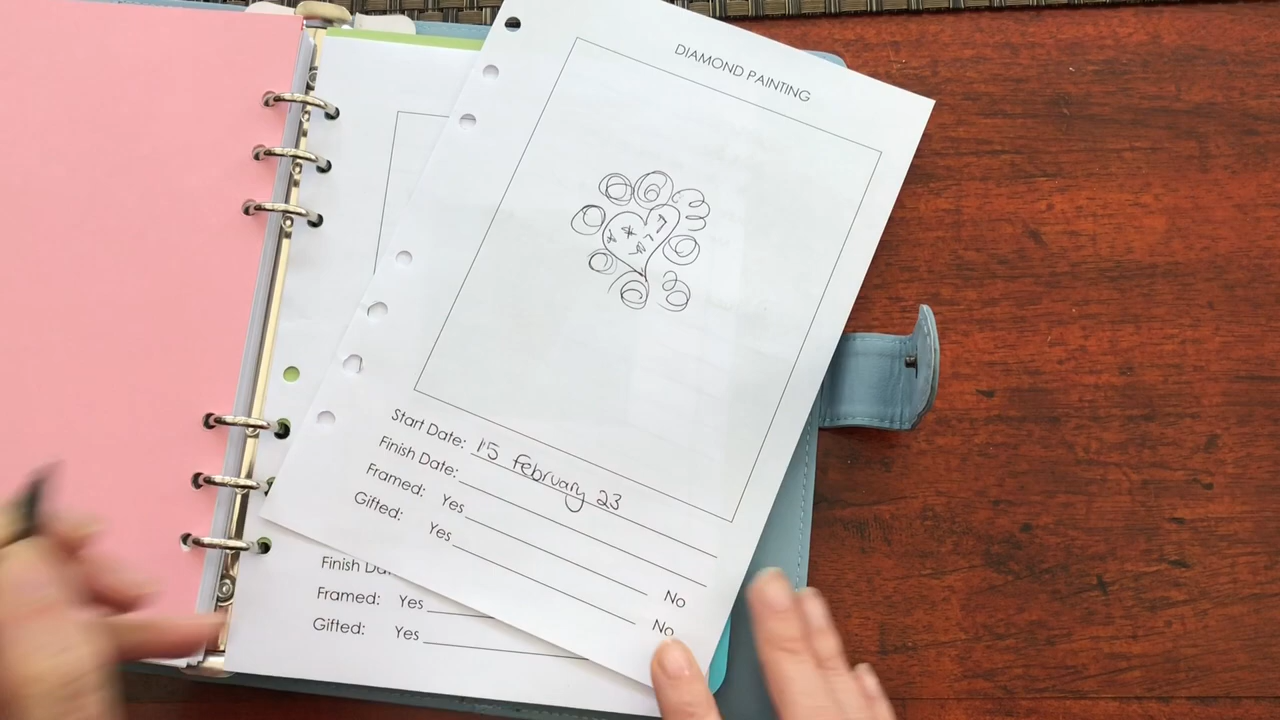 DIAMOND PAINTING
Start Date: 15 February 23
Finish Date:
Framed: Yes No
Gifted: Yes No
Finish
Framed: Yes
Gifted: Yes